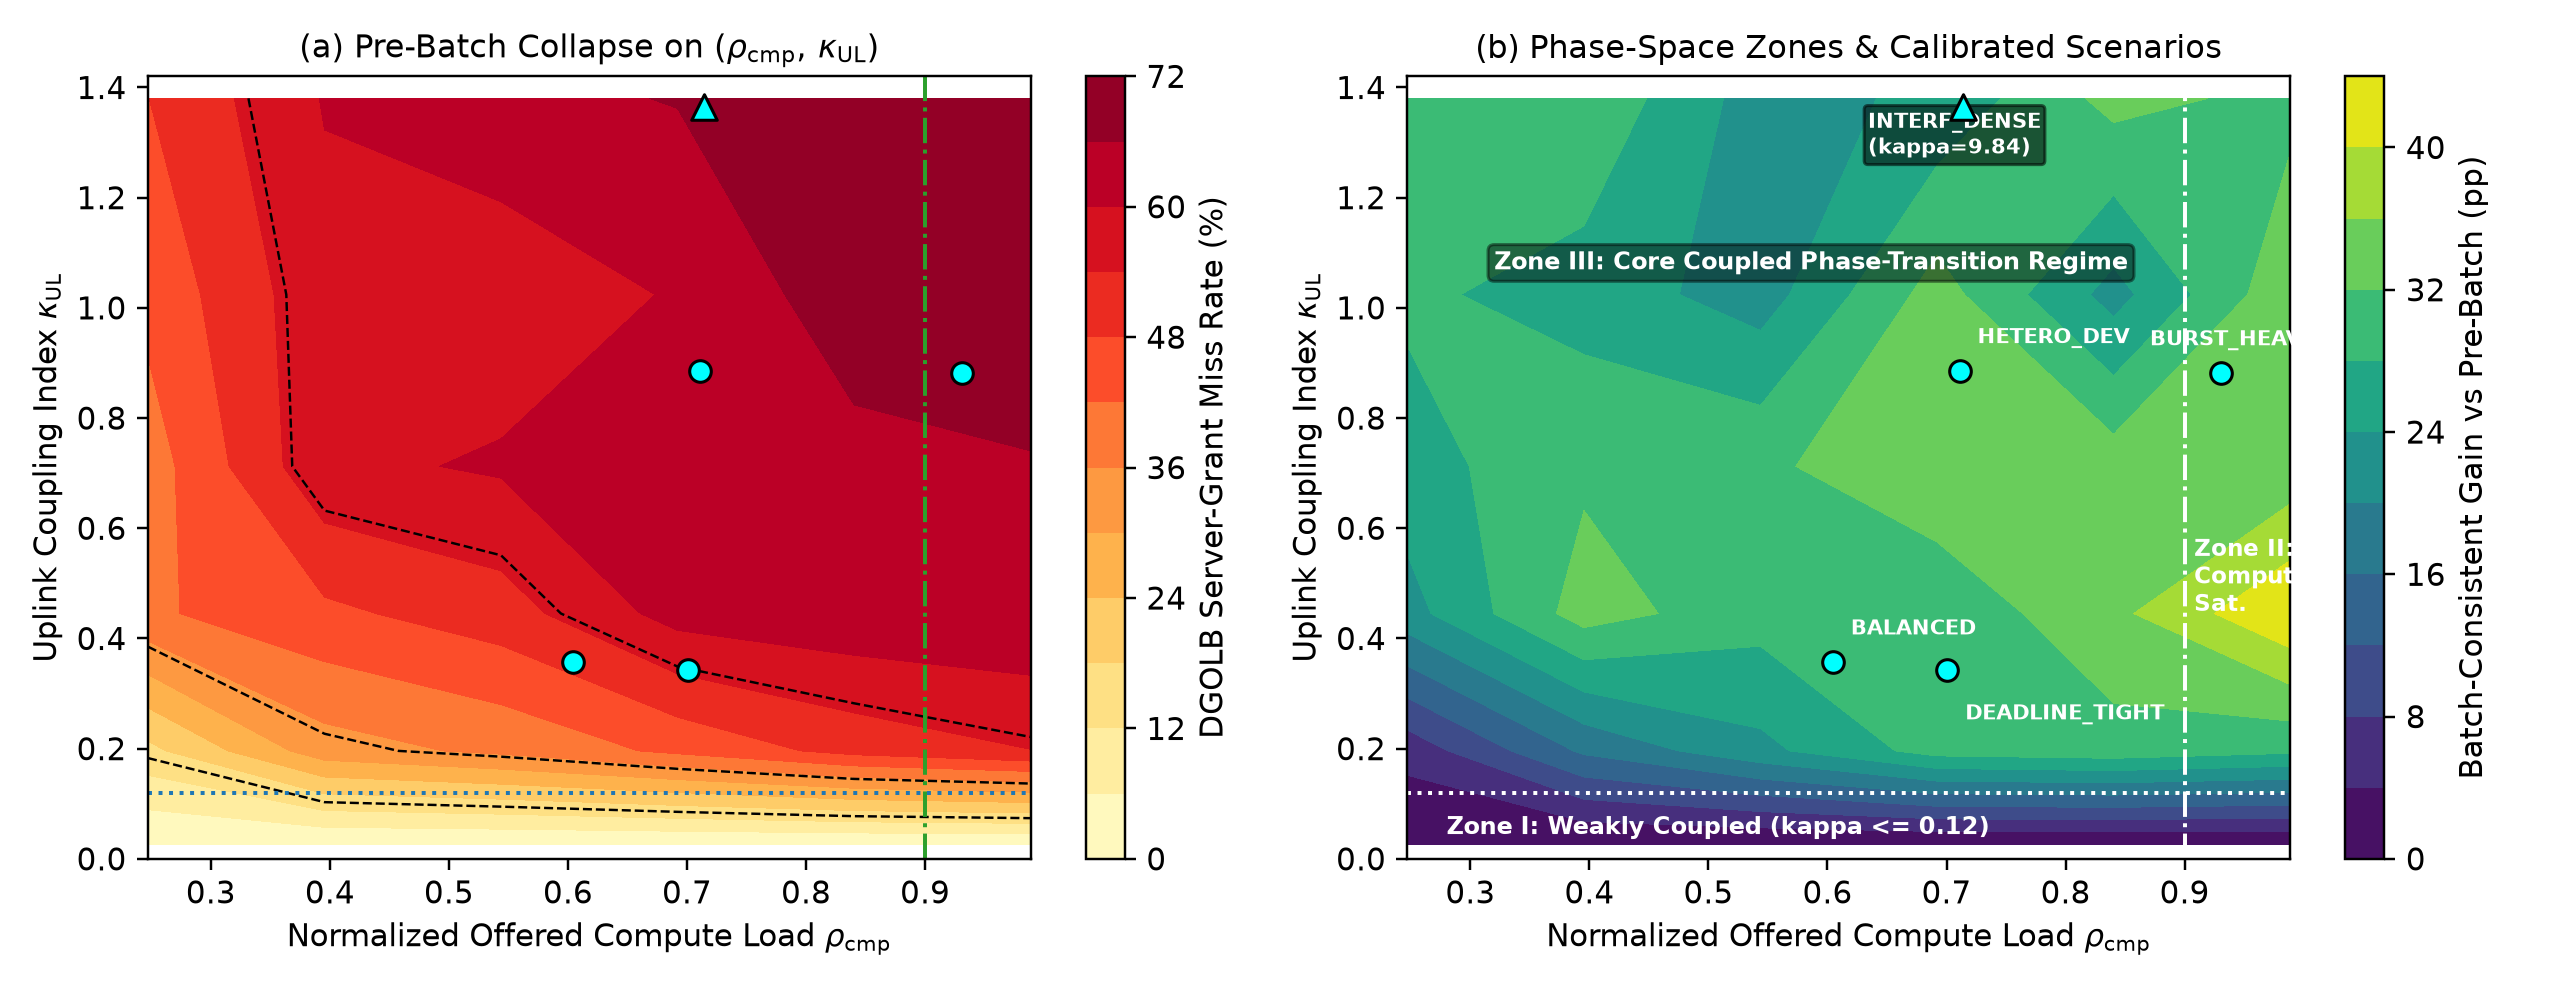 (a) Pre-Batch Collapse on (ρcmp, κUL)
1.4
1.2
1.0
0.8
0.6
0.4
0.2
0.0
Uplink Coupling Index κUL
0.3 0.4 0.5 0.6 0.7 0.8 0.9
Normalized Offered Compute Load ρcmp
72
60
48
36
24
12
0
DGOLB Server-Grant Miss Rate (%)
(b) Phase-Space Zones & Calibrated Scenarios
1.4
1.2
1.0
0.8
0.6
0.4
0.2
0.0
Uplink Coupling Index κUL
INTERF_DENSE
(kappa=9.84)
Zone III: Core Coupled Phase-Transition Regime
HETERO_DEV
BURST_HEAV
Zone II:
Comput
Sat.
BALANCED
DEADLINE_TIGHT
Zone I: Weakly Coupled (kappa <= 0.12)
0.3 0.4 0.5 0.6 0.7 0.8 0.9
Normalized Offered Compute Load ρcmp
40
32
24
16
8
0
Batch-Consistent Gain vs Pre-Batch (pp)